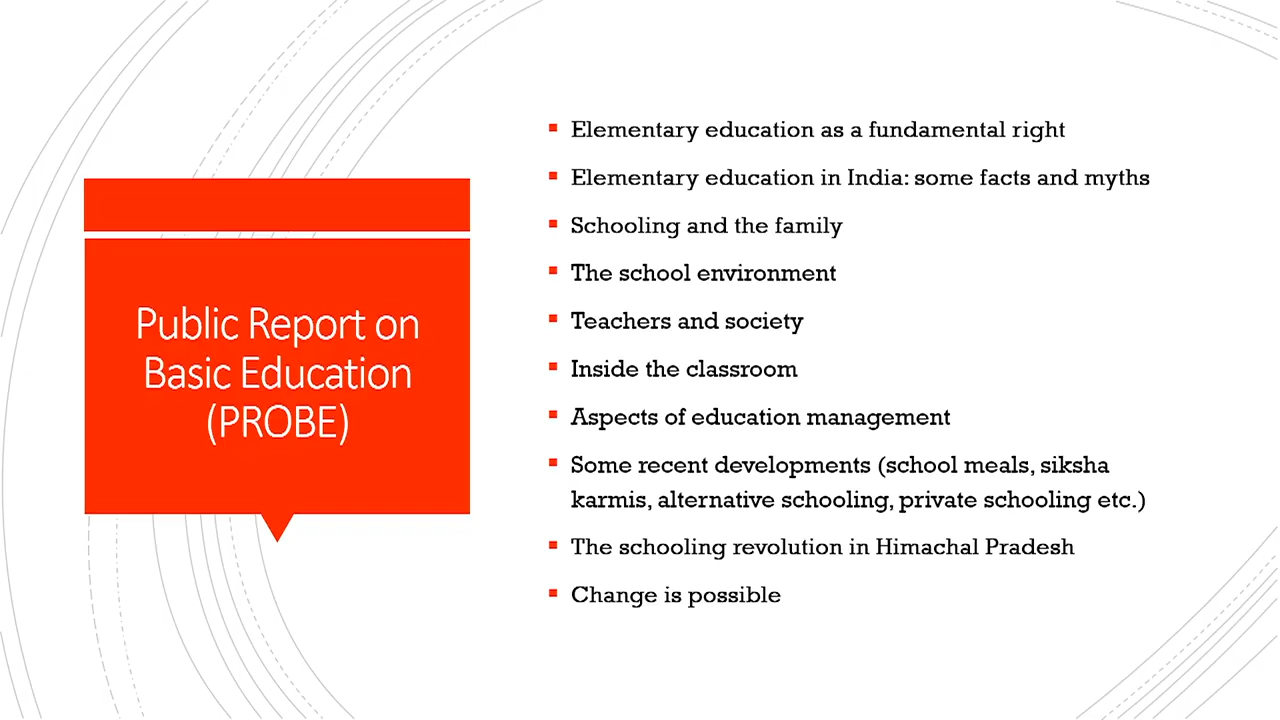 Public Report on
Basic Education
(PROBE)
Elementary education as a fundamental right
Elementary education in India: some facts and myths
Schooling and the family
The school environment
Teachers and society
Inside the classroom
Aspects of education management
Some recent developments (school meals, siksha
karmis, alternative schooling, private schooling etc.)
The schooling revolution in Himachal Pradesh
Change is possible